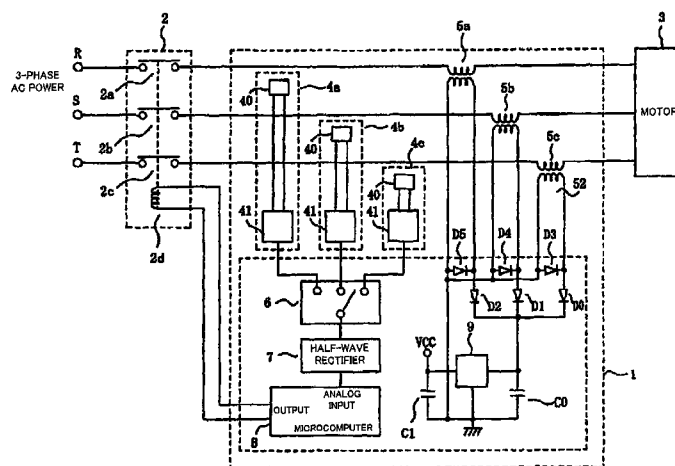 2
5a
3
R
3-PHASE
AC POWER
2a
40
4a
5b
S
4b
MOTOR
2b
40
4c
5c
T
2c
40
52
41
41
41
2d
D5
D4
D3
6
D2
D1
D0
9
VCC
7
HALF-WAVE
RECTIFIER
1
ANALOG
INPUT
OUTPUT
MICROCOMPUTER
8
C1
C0